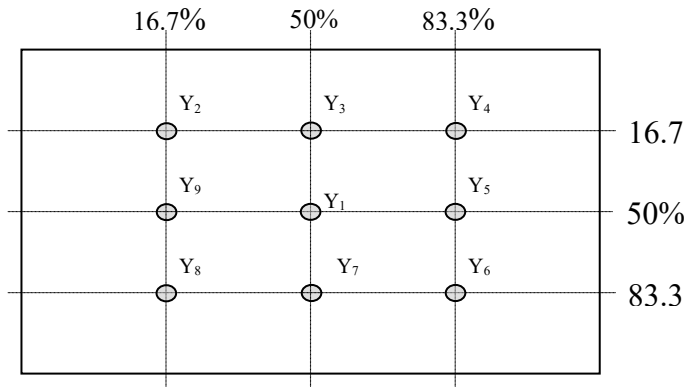 16.7% 50% 83.3%
Y₂ Y₃ Y₄
16.7
Y₉ Y₁ Y₅
50%
Y₈ Y₇ Y₆
83.3